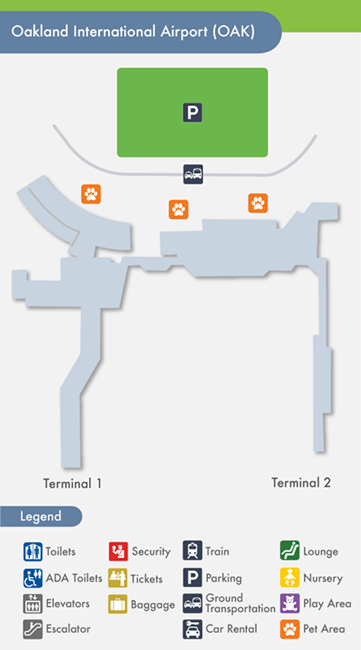 Oakland International Airport (OAK)
P
Terminal 1
Terminal 2
Legend
Toilets
Security
Train
Lounge
ADA Toilets
Tickets
P Parking
Nursery
Elevators
Baggage
Ground
Transportation
Play Area
Escalator
Car Rental
Pet Area